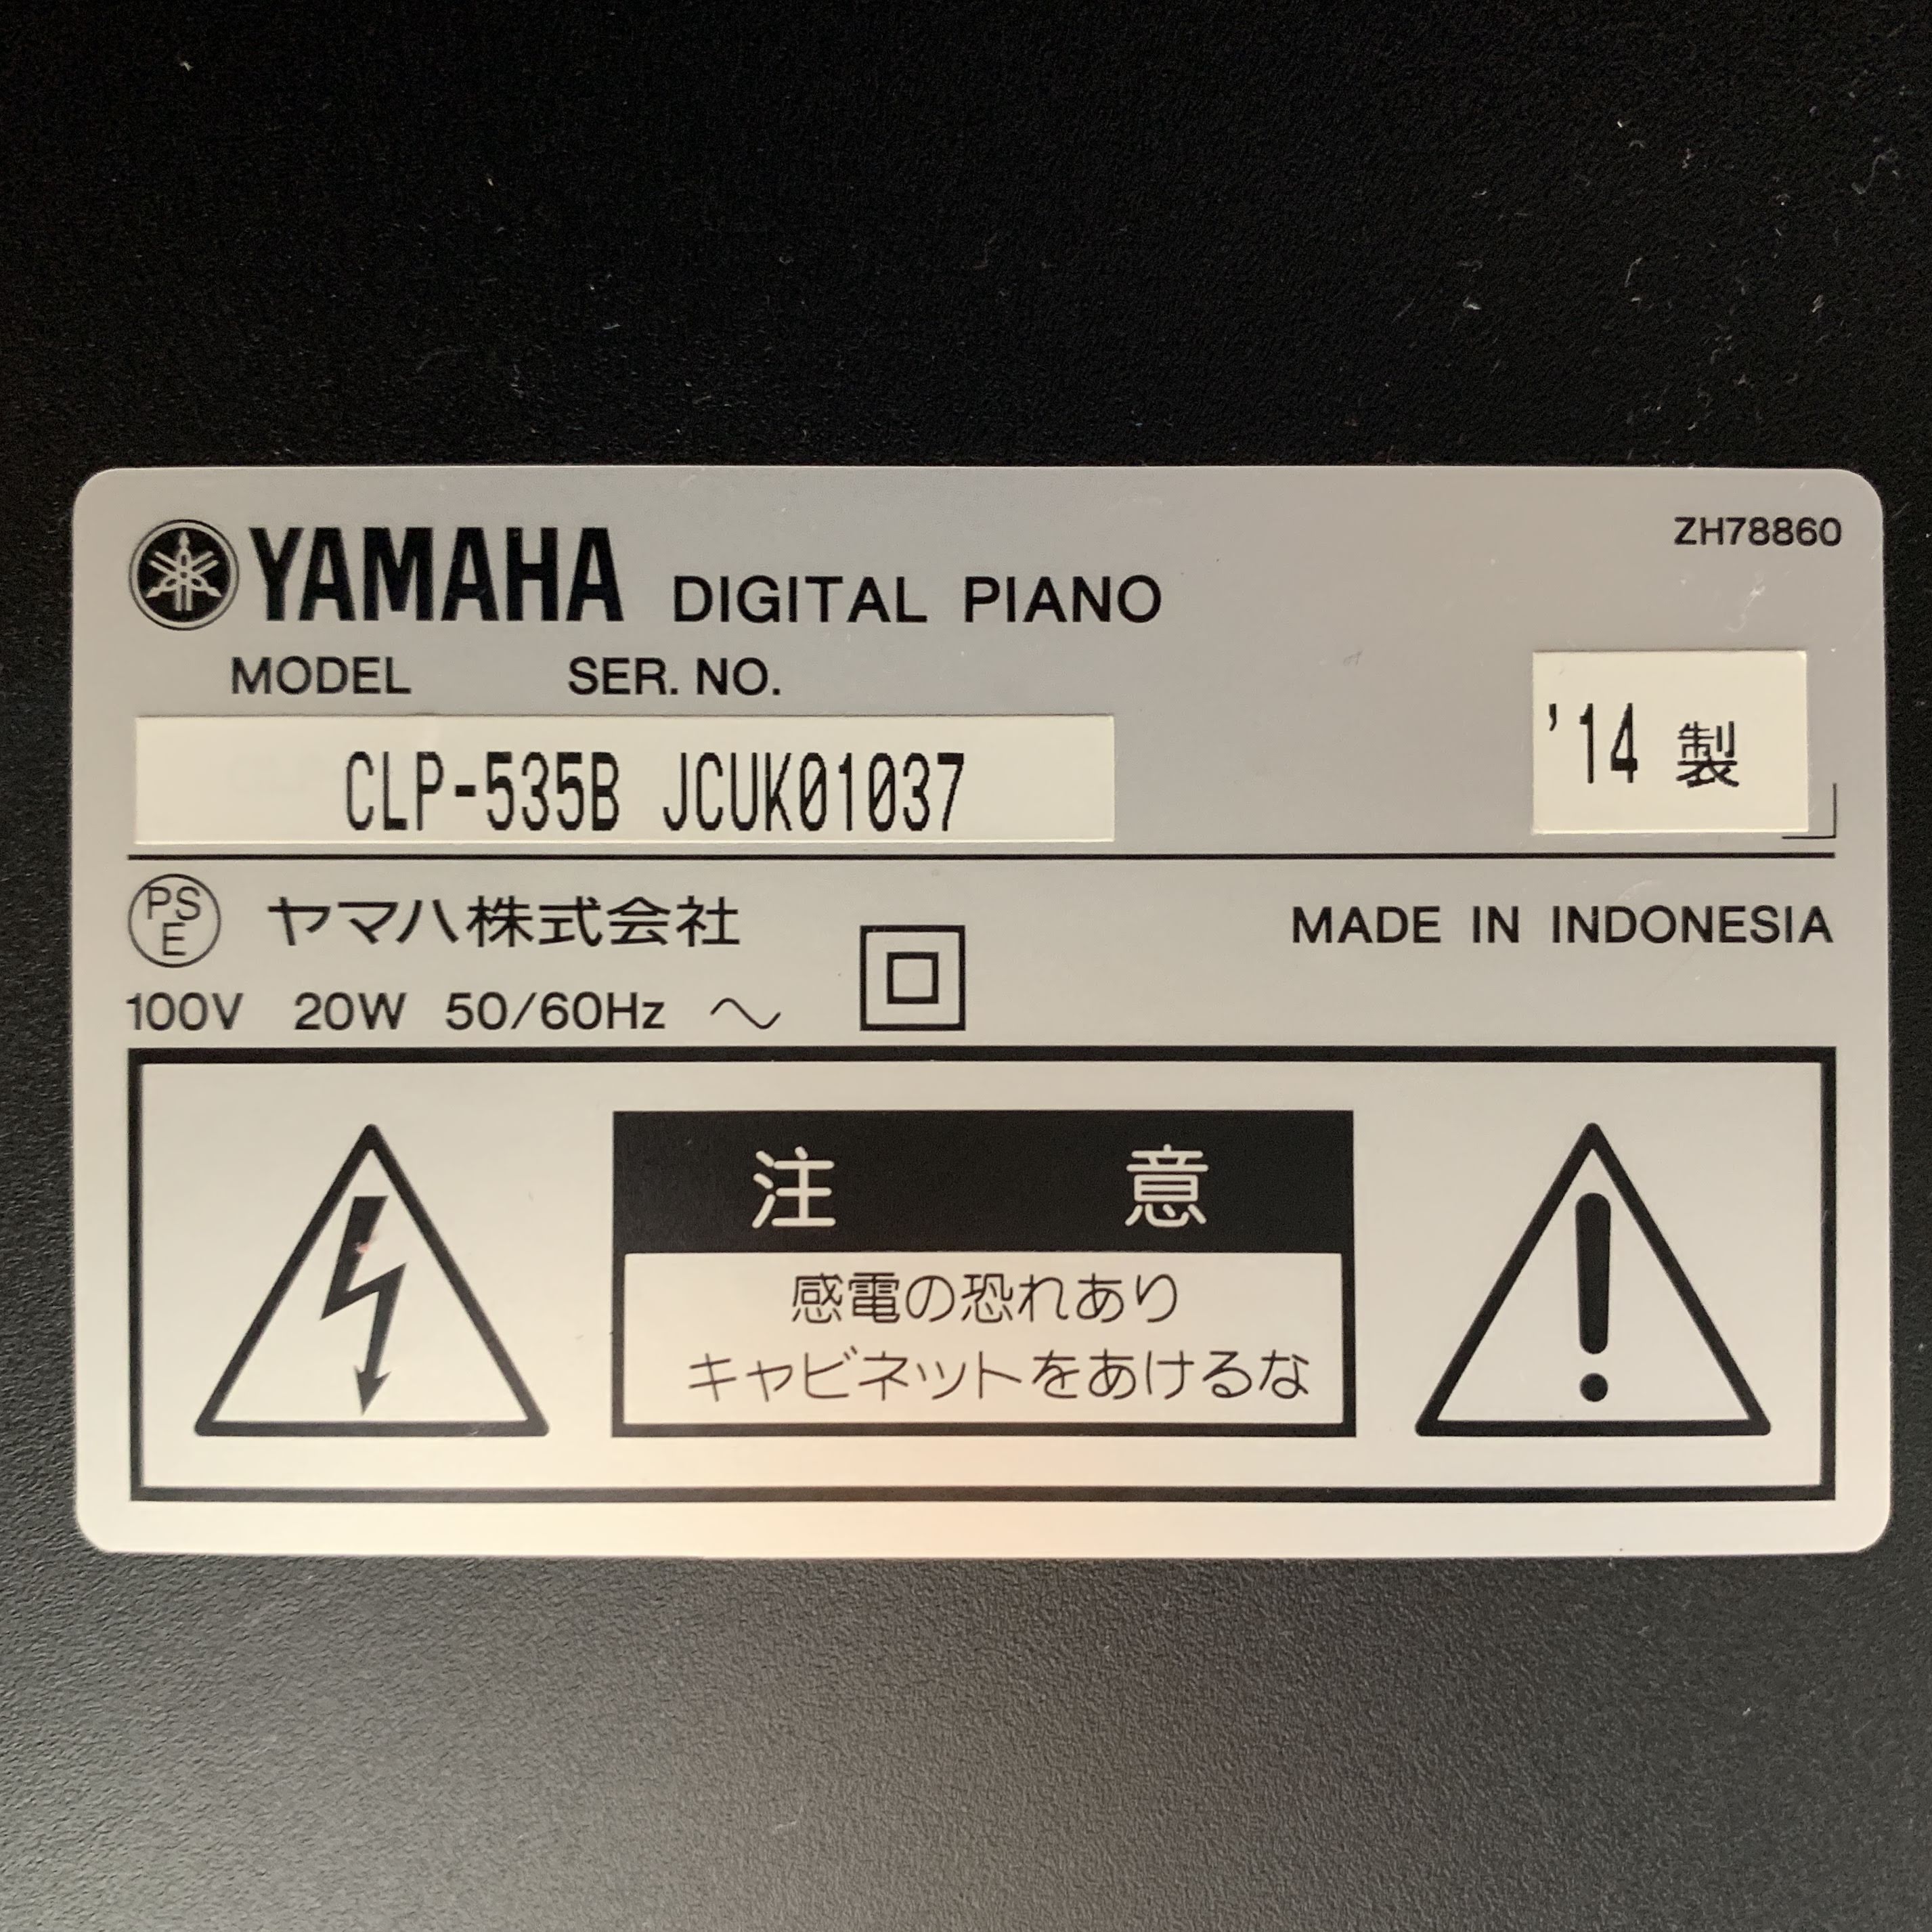 ZH78860
YAMAHA DIGITAL PIANO
MODEL SER. NO.
CLP-535B JCUK01037
'14 製
PS
E
ヤマハ株式会社
MADE IN INDONESIA
100V 20W 50/60Hz ~
注 意
感電の恐れあり
キャビネットをあけるな